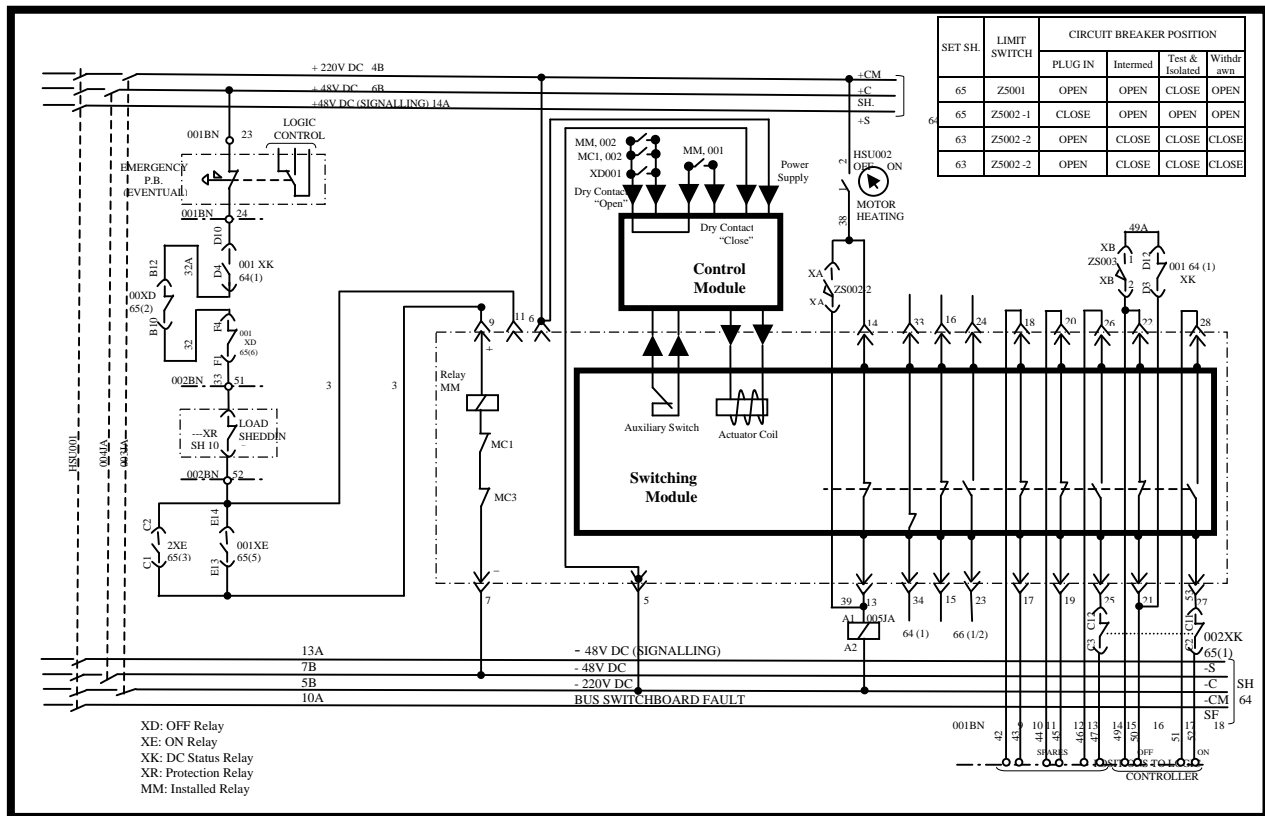 SET SH.
LIMIT SWITCH
CIRCUIT BREAKER POSITION
PLUG IN
Intermed
Test & Isolated
Withdr awn
65 Z5001 OPEN OPEN CLOSE OPEN
65 Z5002 -1 CLOSE OPEN OPEN OPEN
63 Z5002 -2 OPEN CLOSE CLOSE CLOSE
63 Z5002 -2 OPEN CLOSE CLOSE CLOSE
+ 220V DC 4B
+ 48V DC 6B
+48V DC (SIGNALLING) 14A
+CM
+C
SH.
+S
64
001BN 23
LOGIC
CONTROL
EMERGENCY
P.B.
(EVENTUAL)
001BN 24
D10
D4
001 XK
64(1)
32A
B12
00XD
65(2)
B10
32
F4
001
XD
65(6)
F1
33
002BN 51
---XR
SH 10
LOAD
SHEDDIN
002BN 52
C2
C1
2XE
65(3)
E14
E13
001XE
65(5)
3
3
HSU001
004JA
003JA
MM, 002
MC1, 002
XD001
MM, 001
Power
Supply
Dry Contac
"Open"
Dry Contact
"Close"
Control
Module
HSU002
OFF ON
2
1
38
MOTOR
HEATING
XA
ZS002-2
XA
49A
XB
ZS003
XB
1
2
D12
D3
001 64 (1)
XK
9
11
6
14
33
16
24
18
20
26
22
28
+
Relay
MM
MC1
MC3
–
Auxiliary Switch
Actuator Coil
Switching
Module
7
5
39
13
34
15
23
17
19
25
21
53
27
A1
005JA
A2
64 (1)
66 (1/2)
C12
C3
C11
C2
002XK
65(1)
13A
- 48V DC (SIGNALLING)
7B
- 48V DC
5B
- 220V DC
10A
BUS SWITCHBOARD FAULT
-S
-C
-CM
SF
SH
64
XD: OFF Relay
XE: ON Relay
XK: DC Status Relay
XR: Protection Relay
MM: Installed Relay
001BN
9 10 11 12 13 14 15 16 17 18
42 43 44 45 46 47 49 50 51 52
SPARES
OFF
ON
CONTROLLER